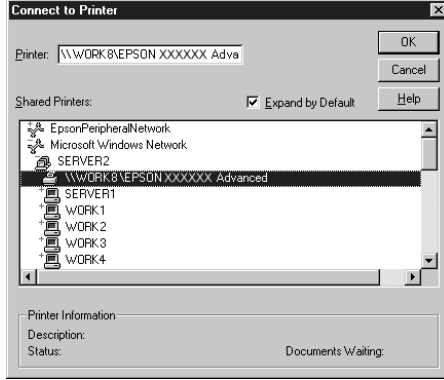 Connect to Printer
Printer: \\WORK8\EPSON XXXXXX Adva
OK
Cancel
Help
Shared Printers:
Expand by Default
EpsonPeripheralNetwork
Microsoft Windows Network
SERVER2
\\WORK8\EPSON XXXXXX Advanced
SERVER1
WORK1
WORK2
WORK3
WORK4
Printer Information
Description:
Status: Documents Waiting: